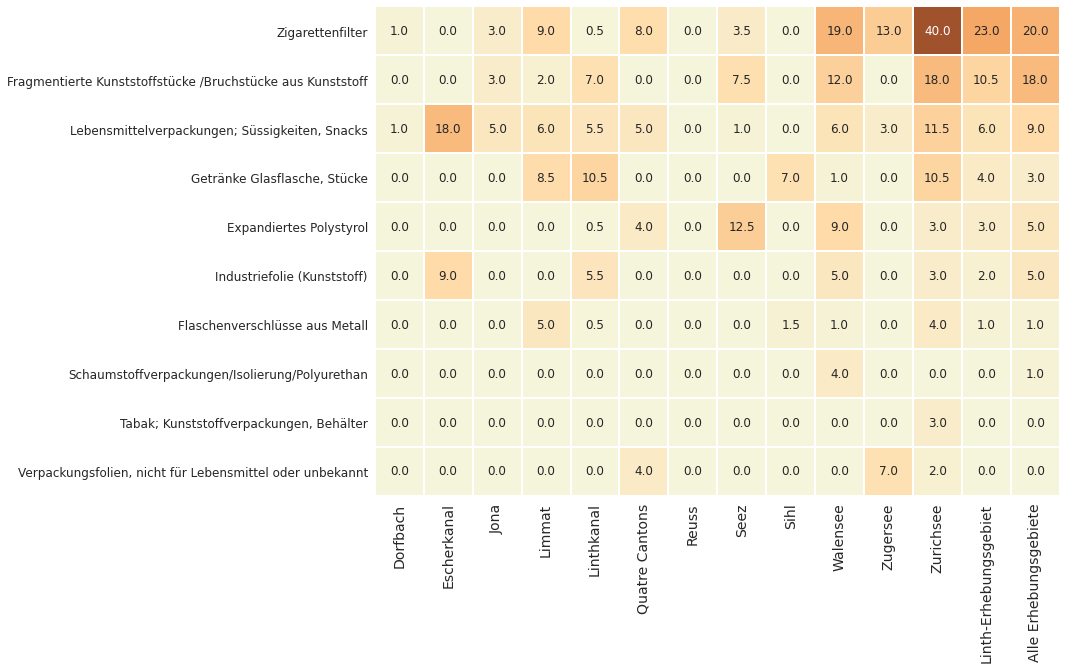 Zigarettenfilter 1.0 0.0 3.0 9.0 0.5 8.0 0.0 3.5 0.0 19.0 13.0 40.0 23.0 20.0
Fragmentierte Kunststoffstücke /Bruchstücke aus Kunststoff 0.0 0.0 3.0 2.0 7.0 0.0 0.0 7.5 0.0 12.0 0.0 18.0 10.5 18.0
Lebensmittelverpackungen; Süssigkeiten, Snacks 1.0 18.0 5.0 6.0 5.5 5.0 0.0 1.0 0.0 6.0 3.0 11.5 6.0 9.0
Getränke Glasflasche, Stücke 0.0 0.0 0.0 8.5 10.5 0.0 0.0 0.0 7.0 1.0 0.0 10.5 4.0 3.0
Expandiertes Polystyrol 0.0 0.0 0.0 0.0 0.5 4.0 0.0 12.5 0.0 9.0 0.0 3.0 3.0 5.0
Industriefolie (Kunststoff) 0.0 9.0 0.0 0.0 5.5 0.0 0.0 0.0 0.0 5.0 0.0 3.0 2.0 5.0
Flaschenverschlüsse aus Metall 0.0 0.0 0.0 5.0 0.5 0.0 0.0 0.0 1.5 1.0 0.0 4.0 1.0 1.0
Schaumstoffverpackungen/Isolierung/Polyurethan 0.0 0.0 0.0 0.0 0.0 0.0 0.0 0.0 0.0 4.0 0.0 0.0 0.0 1.0
Tabak; Kunststoffverpackungen, Behälter 0.0 0.0 0.0 0.0 0.0 0.0 0.0 0.0 0.0 0.0 0.0 3.0 0.0 0.0
Verpackungsfolien, nicht für Lebensmittel oder unbekannt 0.0 0.0 0.0 0.0 0.0 4.0 0.0 0.0 0.0 0.0 7.0 2.0 0.0 0.0
Dorfbach
Escherkanal
Jona
Limmat
Linthkanal
Quatre Cantons
Reuss
Seez
Sihl
Walensee
Zugersee
Zurichsee
Linth-Erhebungsgebiet
Alle Erhebungsgebiete